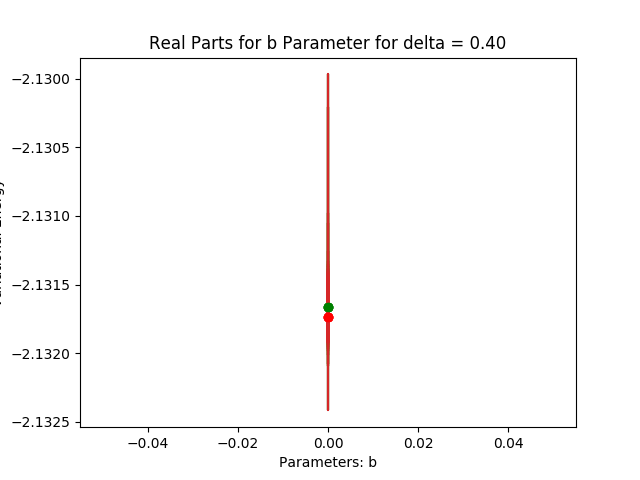 Real Parts for b Parameter for delta = 0.40
−2.1300
−2.1305
−2.1310
−2.1315
−2.1320
−2.1325
−0.04 −0.02 0.00 0.02 0.04
Parameters: b